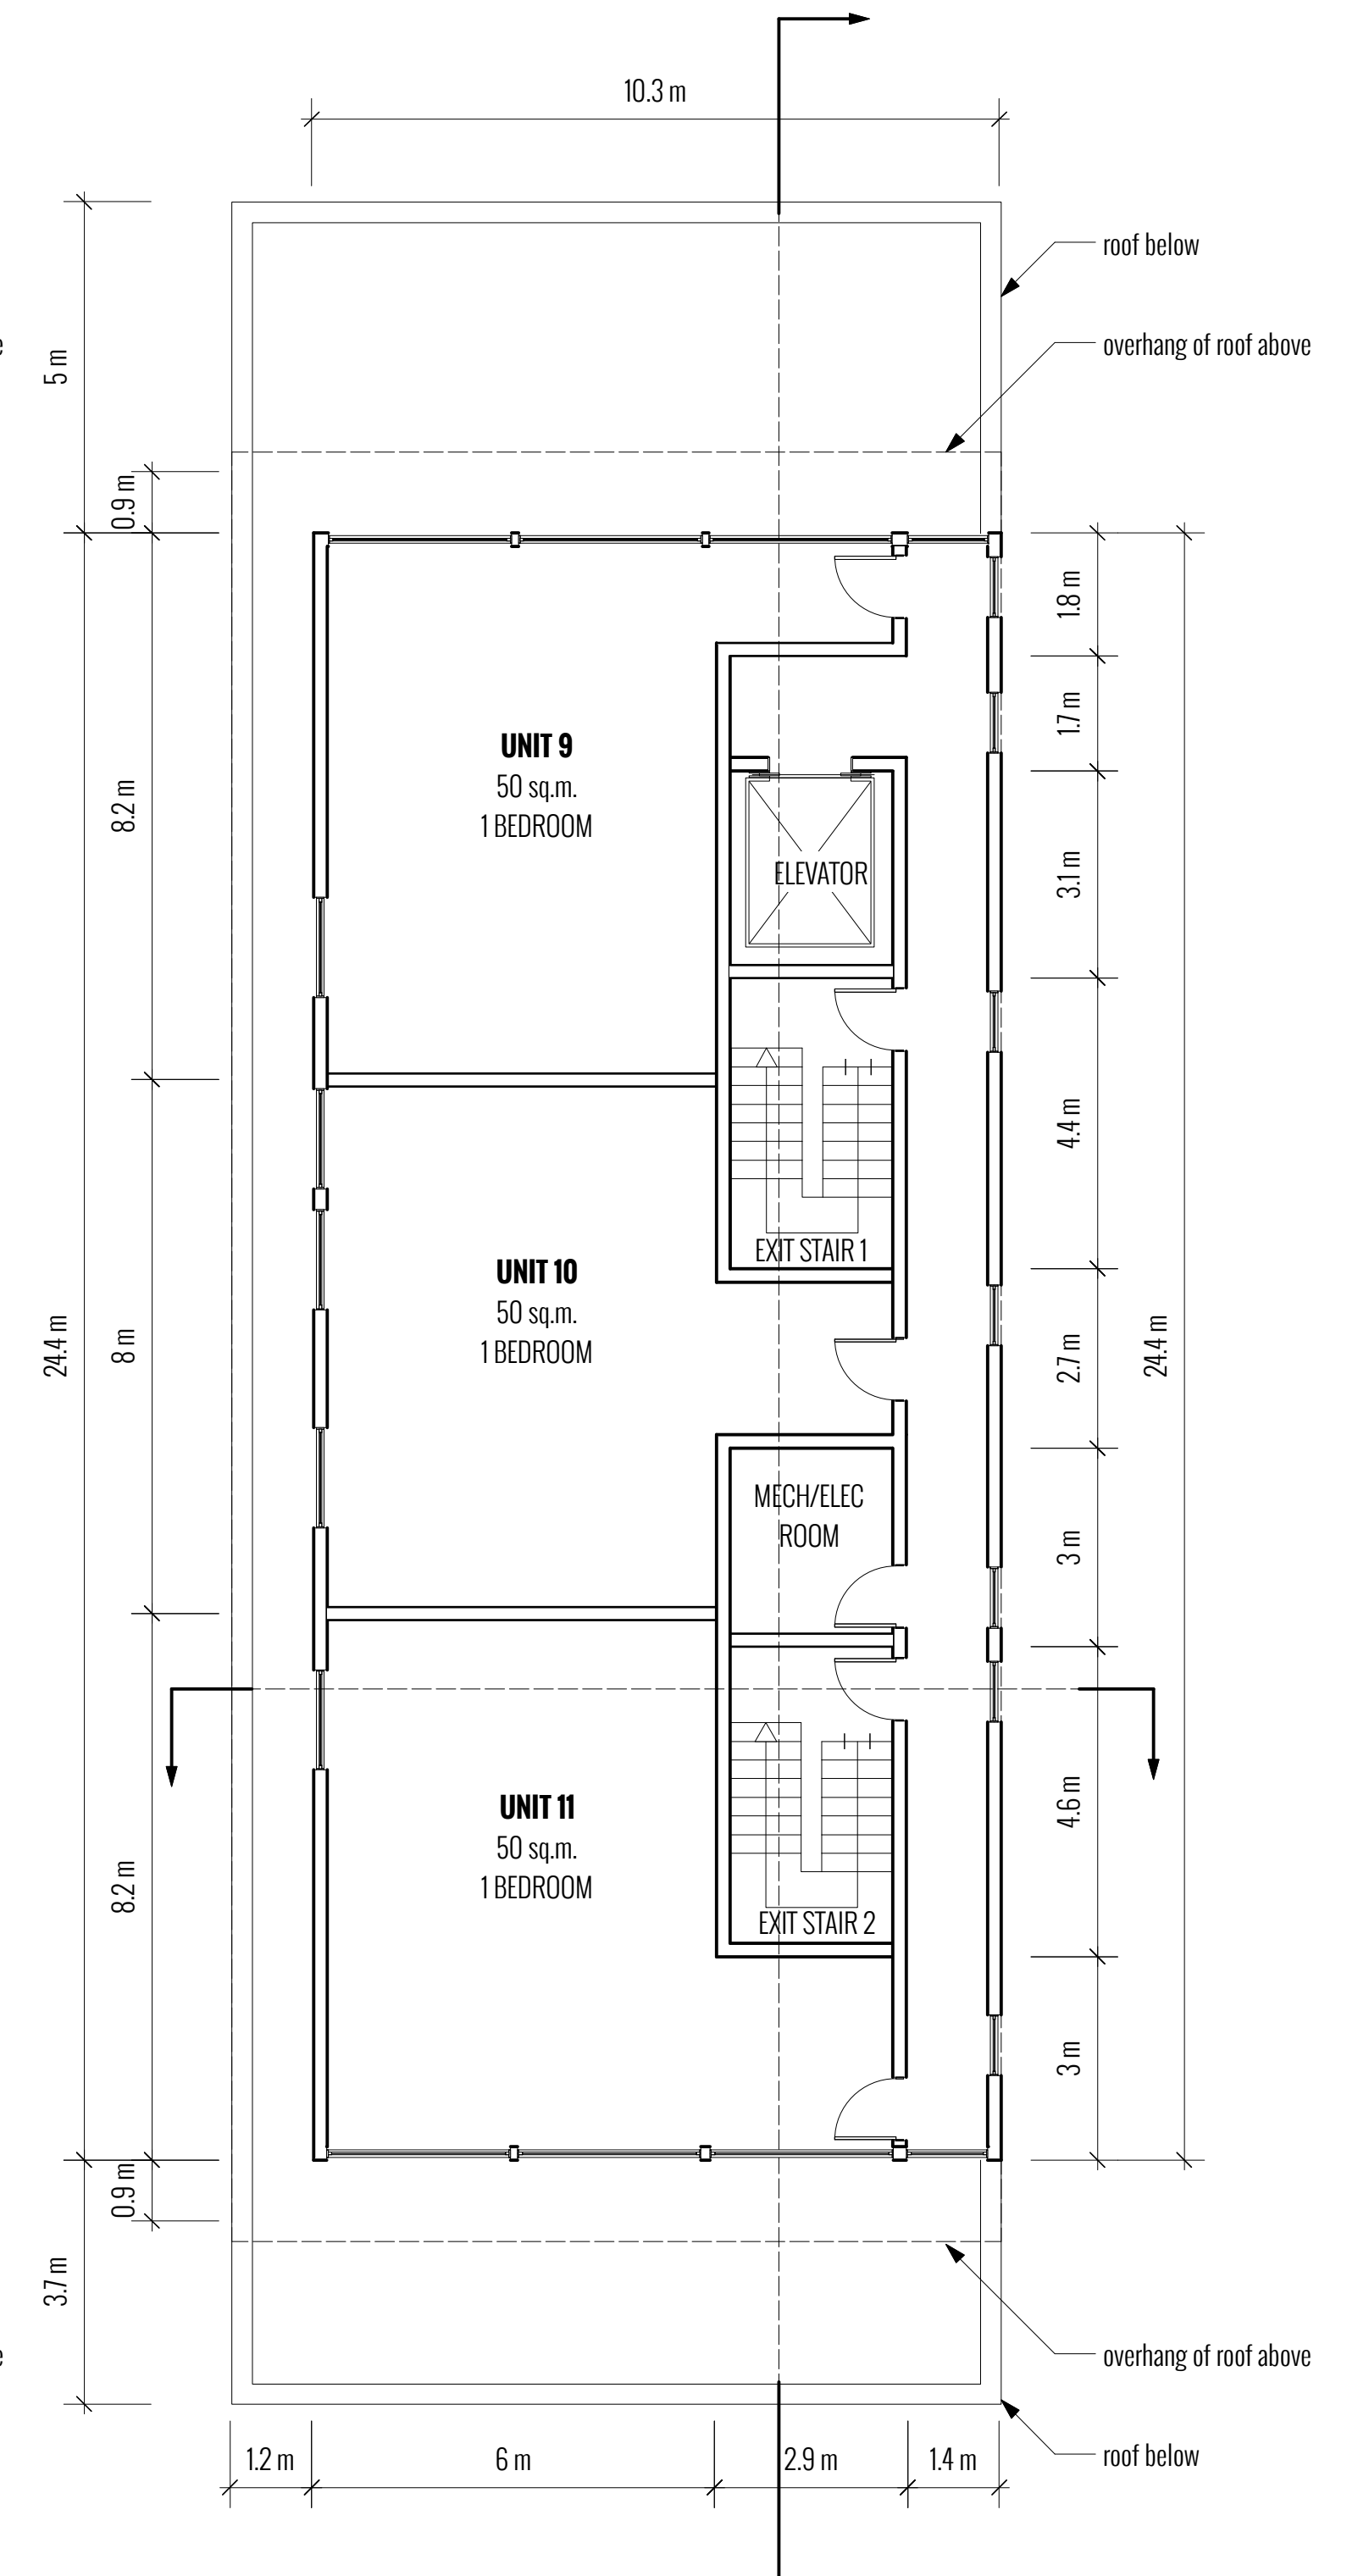 10.3 m
roof below
overhang of roof above
5 m
0.9 m
1.8 m
1.7 m
UNIT 9
50 sq.m.
1 BEDROOM
8.2 m
ELEVATOR
3.1 m
4.4 m
EXIT STAIR 1
UNIT 10
50 sq.m.
1 BEDROOM
24.4 m
8 m
2.7 m
24.4 m
MECH/ELEC
ROOM
3 m
UNIT 11
50 sq.m.
1 BEDROOM
4.6 m
8.2 m
EXIT STAIR 2
3 m
0.9 m
3.7 m
overhang of roof above
roof below
1.2 m
6 m
2.9 m
1.4 m